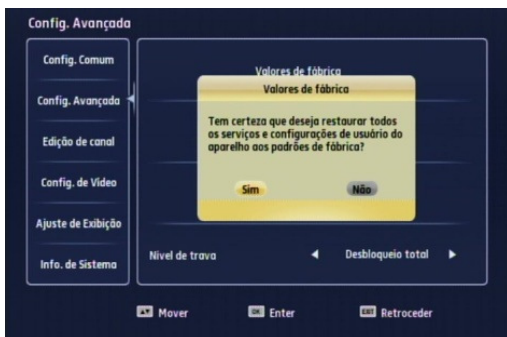 Config. Avançada
Config. Comum
Config. Avançada
Edição de canal
Config. de Vídeo
Ajuste de Exibição
Info. de Sistema
Valores de fábrica
Valores de fábrica
Tem certeza que deseja restaurar todos
os serviços e configurações de usuário do
aparelho aos padrões de fábrica?
Sim
Não
Nível de trava
Desbloqueio total
Mover
OK Enter
EXIT Retroceder